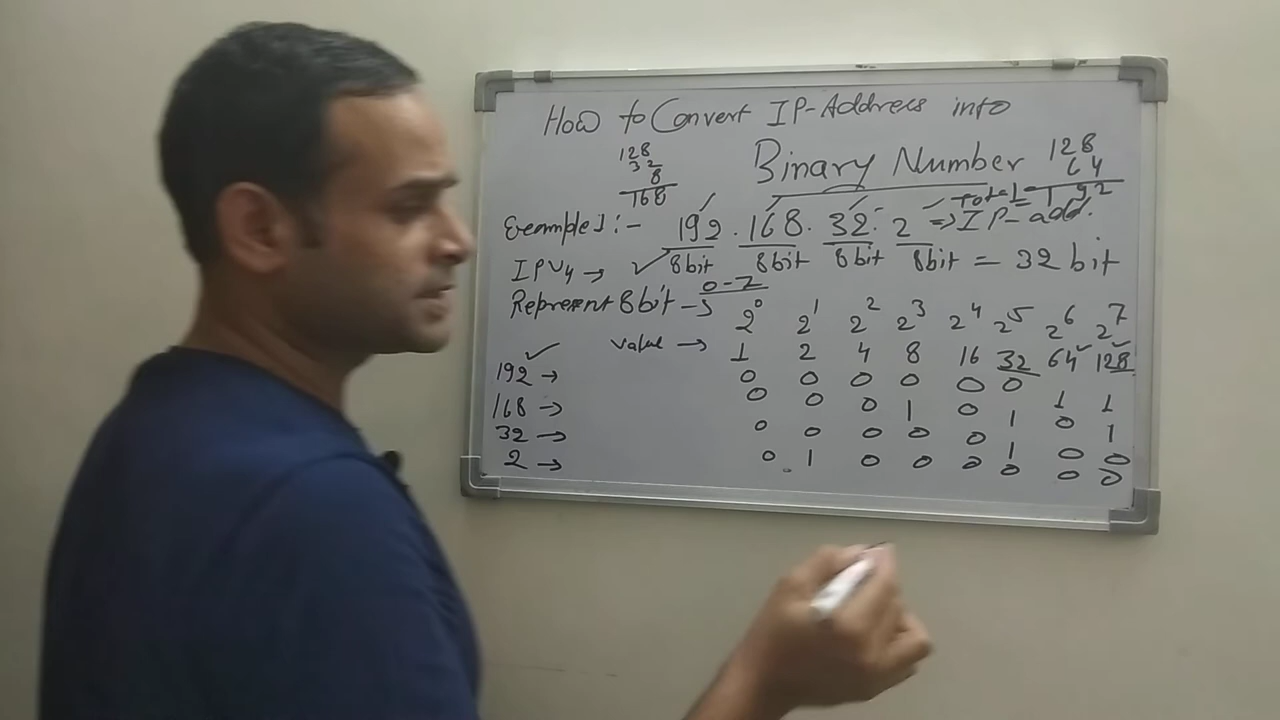 How to Convert IP-Address into
Binary Number
128
32
8
168
128
64
total = 192
Example 1:- 192.168.32.2 => IP-add.
IPV4 → ✓ 8bit 8bit 8bit 8bit = 32 bit
Represent 8bit → 0-7
2⁰ 2¹ 2² 2³ 2⁴ 2⁵ 2⁶ 2⁷
value → 1 2 4 8 16 32 64 128
192 → 0 0 0 0 0 0 1 1
168 → 0 0 0 1 0 1 0 1
32 → 0 0 0 0 0 1 0 0
2 → 0 1 0 0 0 0 0 0